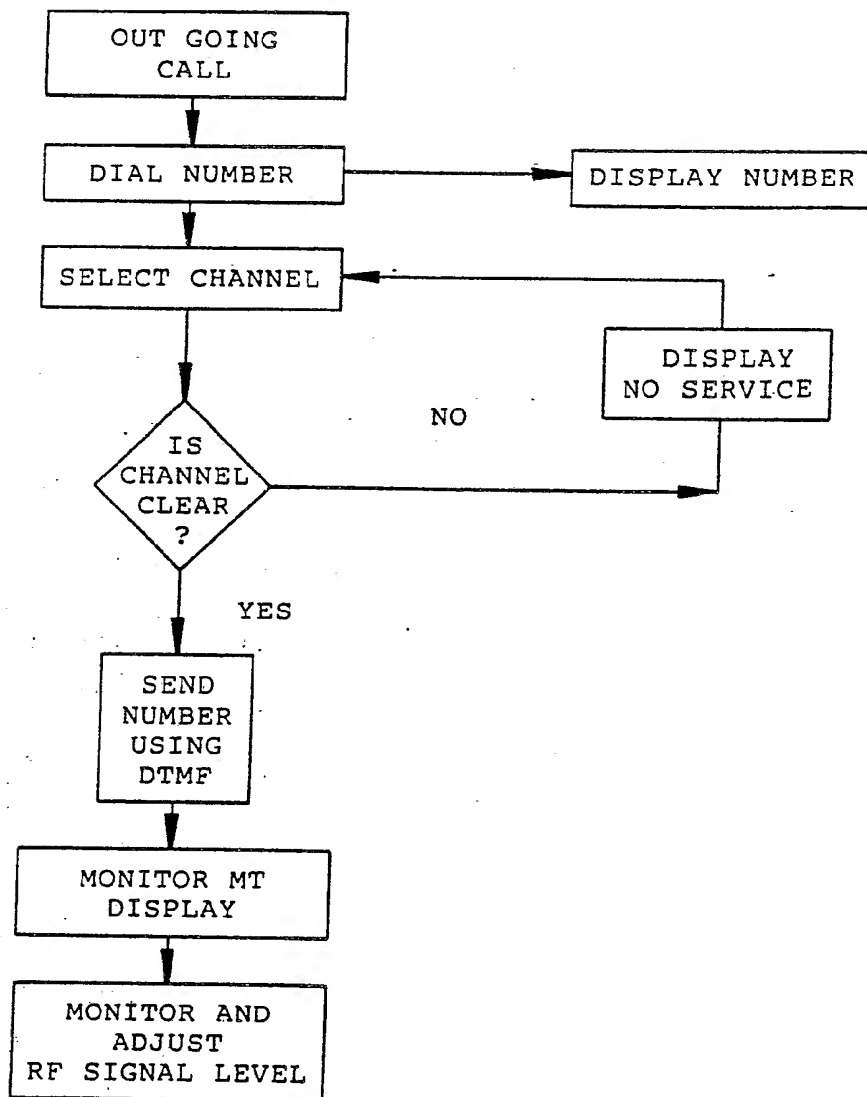 OUT GOING
CALL
DIAL NUMBER
DISPLAY NUMBER
SELECT CHANNEL
DISPLAY
NO SERVICE
NO
IS
CHANNEL
CLEAR
?
YES
SEND
NUMBER
USING
DTMF
MONITOR MT
DISPLAY
MONITOR AND
ADJUST
RF SIGNAL LEVEL